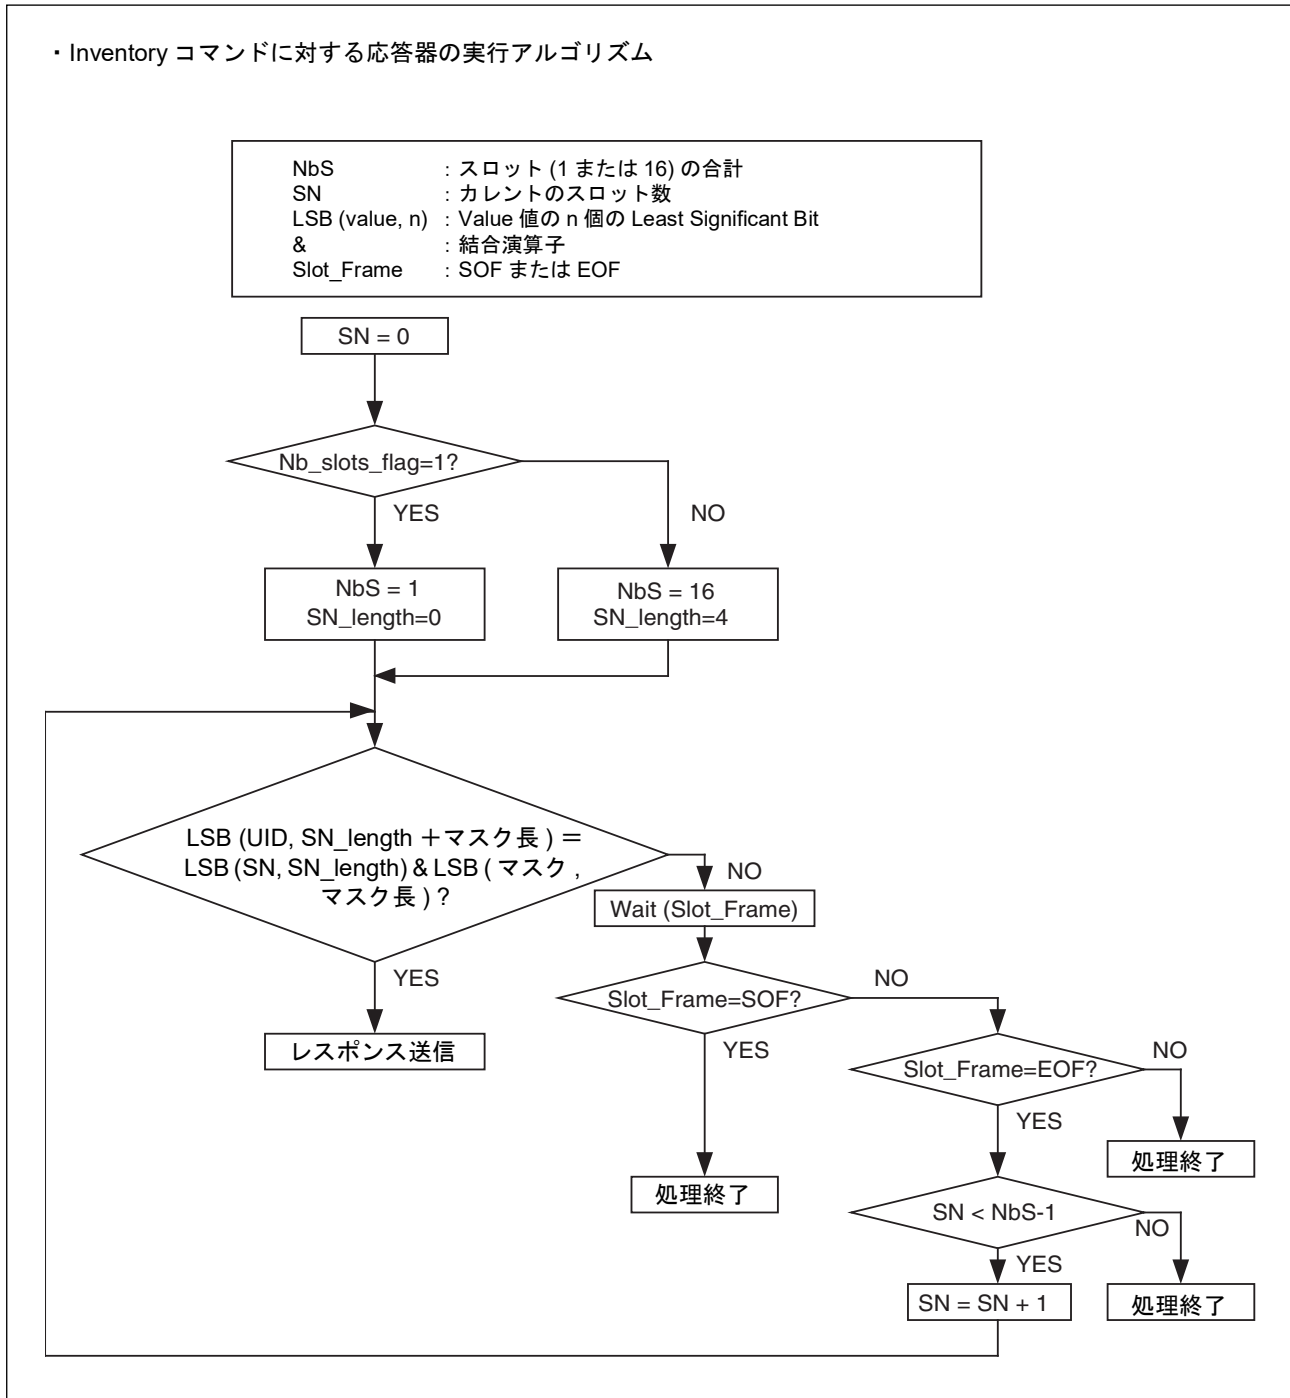 ・Inventory コマンドに対する応答器の実行アルゴリズム
NbS : スロット (1 または 16) の合計
SN : カレントのスロット数
LSB (value, n) : Value 値の n 個の Least Significant Bit
& : 結合演算子
Slot_Frame : SOF または EOF
SN = 0
Nb_slots_flag=1?
YES
NO
NbS = 1
SN_length=0
NbS = 16
SN_length=4
LSB (UID, SN_length ＋マスク長 ) ＝
LSB (SN, SN_length) & LSB ( マスク ,
マスク長 ) ?
NO
Wait (Slot_Frame)
YES
レスポンス送信
Slot_Frame=SOF?
NO
YES
処理終了
Slot_Frame=EOF?
NO
YES
処理終了
SN < NbS-1
NO
YES
SN = SN + 1
処理終了